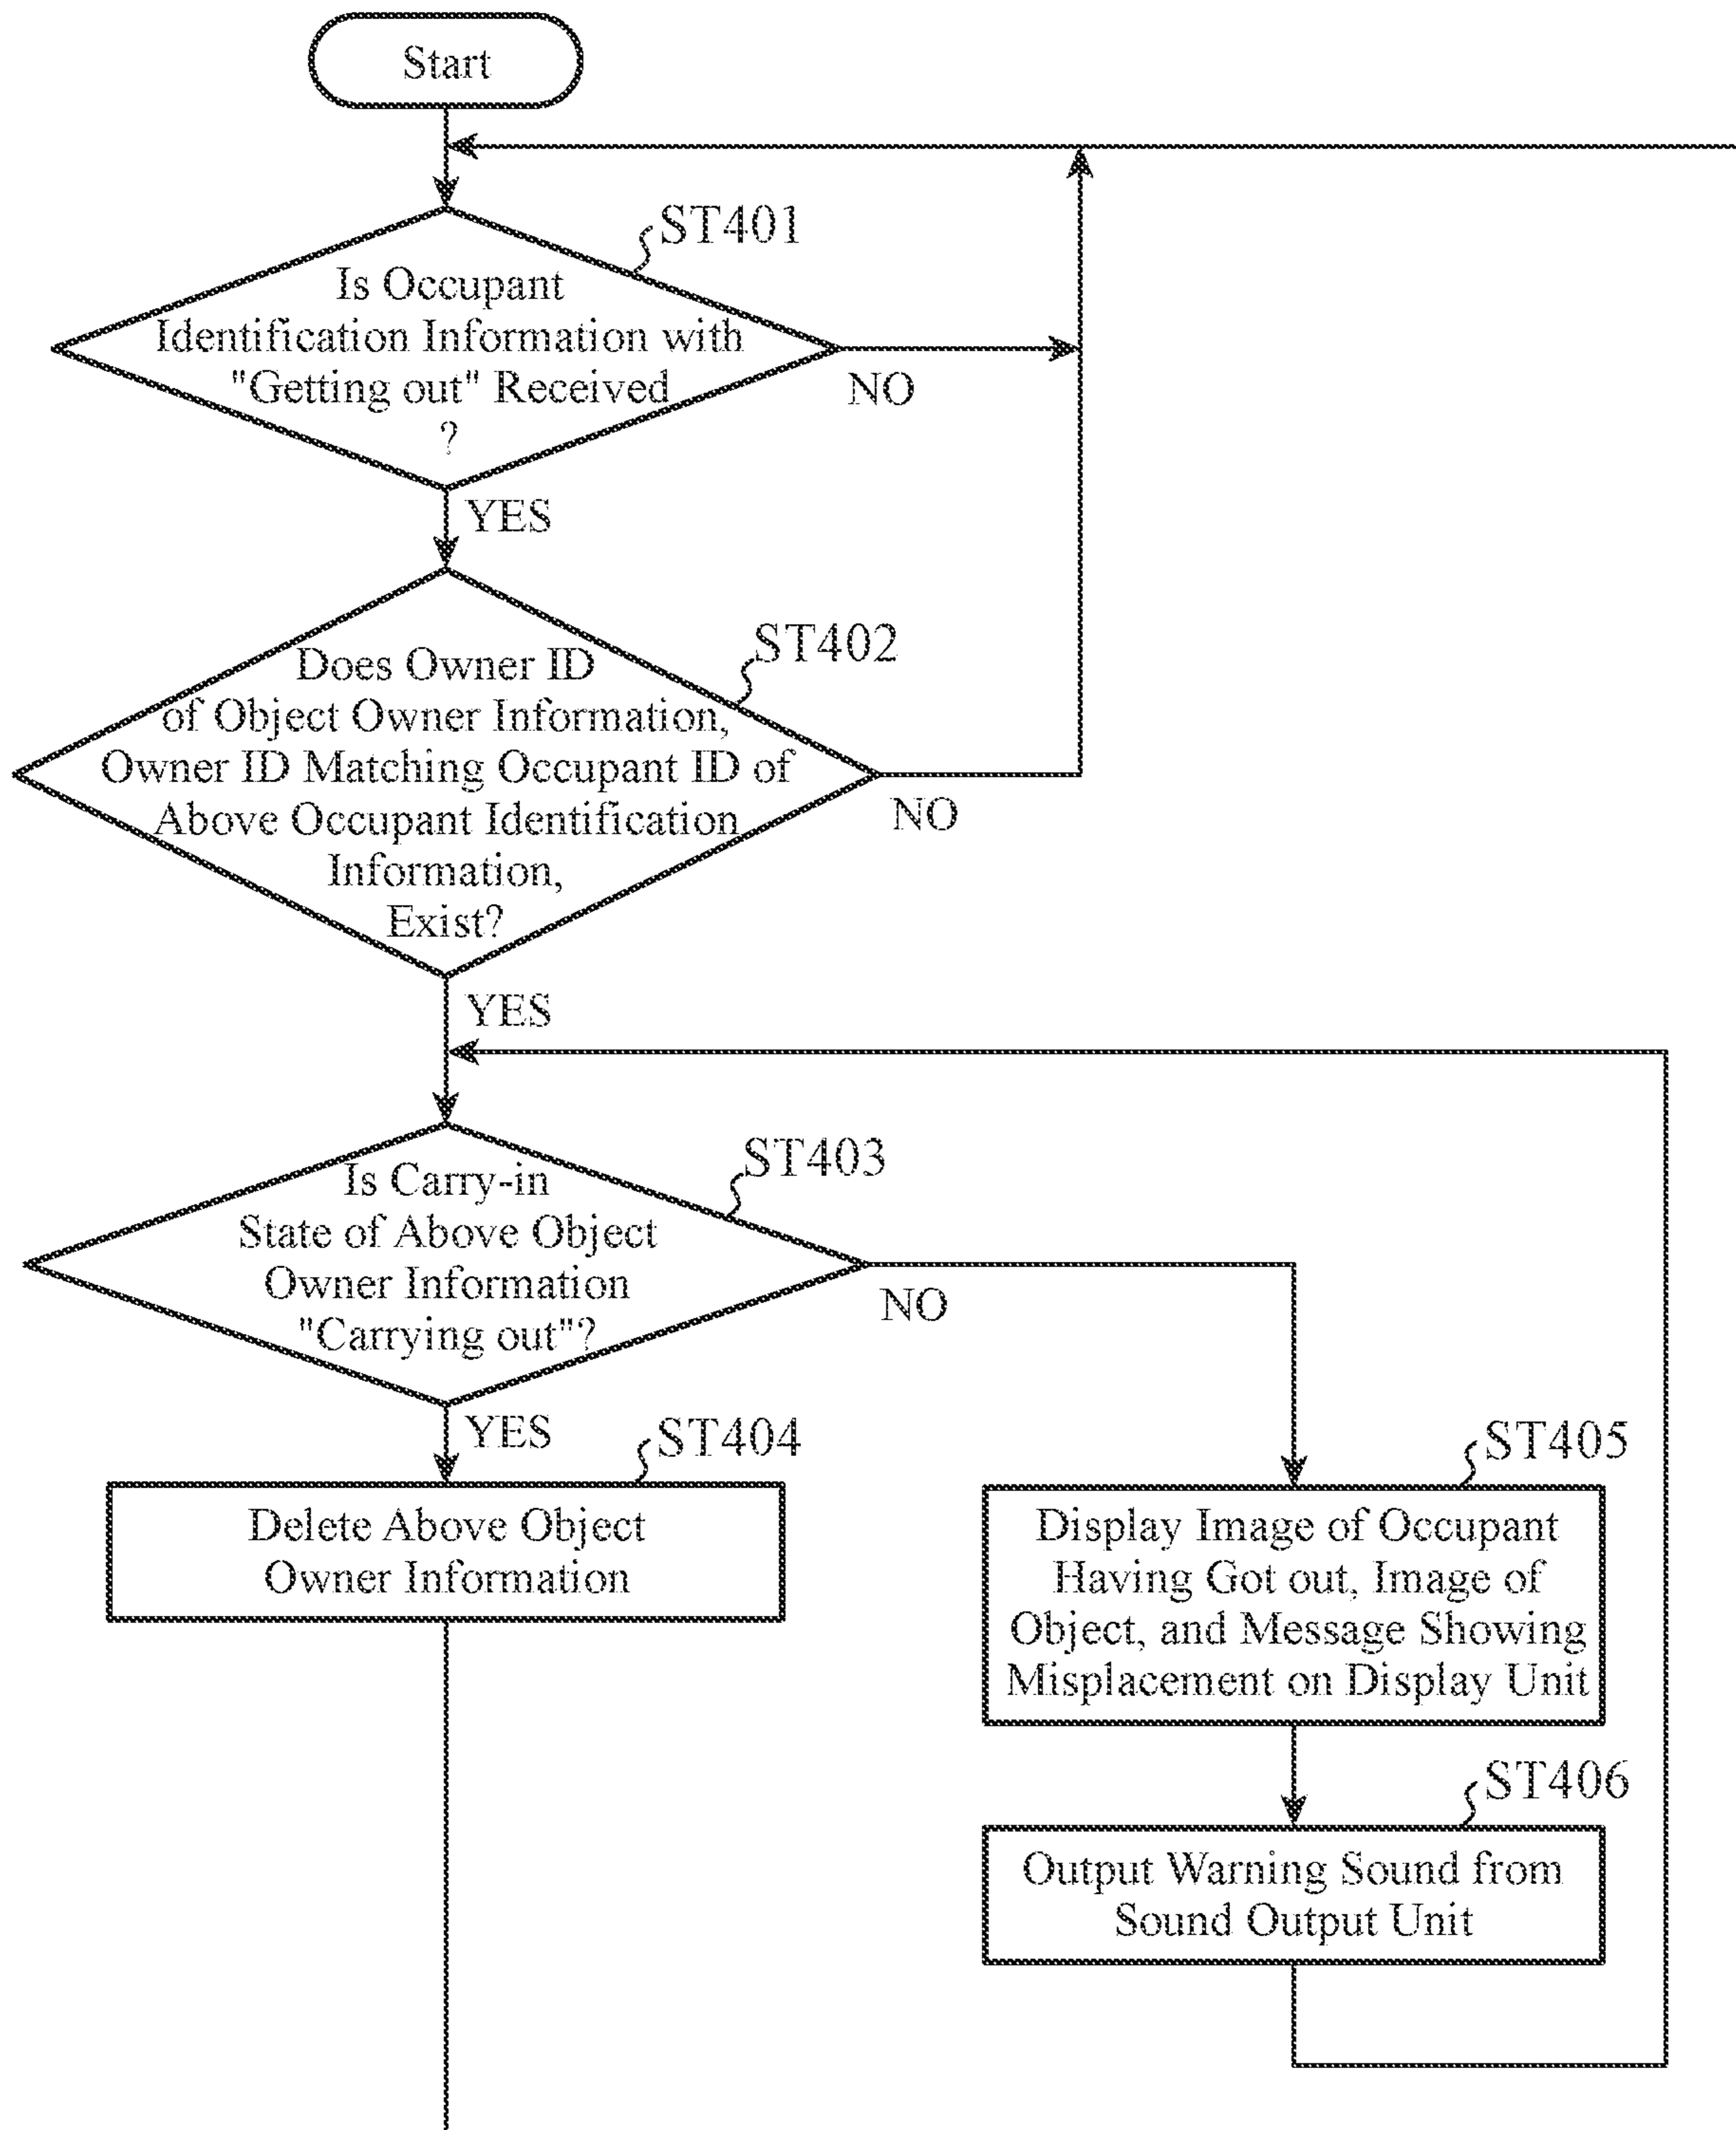 Start
ST401
Is Occupant
Identification Information with
"Getting out" Received
?
NO
YES
ST402
Does Owner ID
of Object Owner Information,
Owner ID Matching Occupant ID of
Above Occupant Identification
Information,
Exist?
NO
YES
ST403
Is Carry-in
State of Above Object
Owner Information
"Carrying out"?
NO
YES
ST404
Delete Above Object
Owner Information
ST405
Display Image of Occupant
Having Got out, Image of
Object, and Message Showing
Misplacement on Display Unit
ST406
Output Warning Sound from
Sound Output Unit